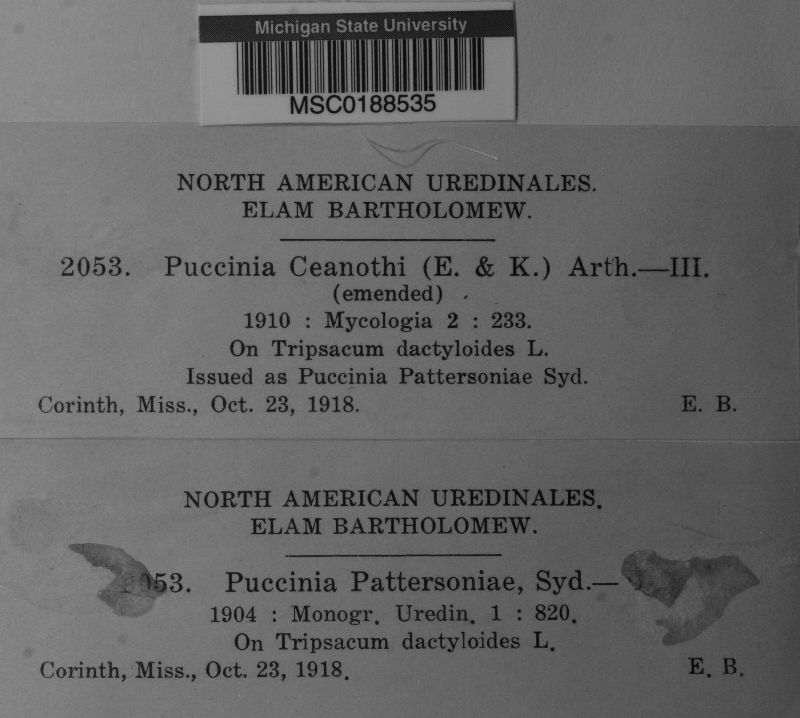 Michigan State University
MSC0188535
NORTH AMERICAN UREDINALES.
ELAM BARTHOLOMEW.
2053. Puccinia Ceanothi (E. & K.) Arth.—III.
(emended)
1910 : Mycologia 2 : 233.
On Tripsacum dactyloides L.
Issued as Puccinia Pattersoniae Syd.
Corinth, Miss., Oct. 23, 1918. E. B.
NORTH AMERICAN UREDINALES.
ELAM BARTHOLOMEW.
2053. Puccinia Pattersoniae, Syd.—
1904 : Monogr. Uredin. 1 : 820.
On Tripsacum dactyloides L.
Corinth, Miss., Oct. 23, 1918. E. B.